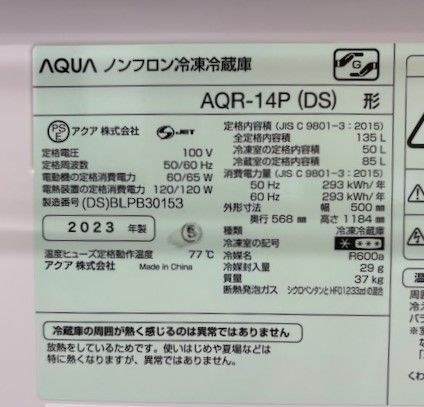 AQUA ノンフロン冷凍冷蔵庫
AQR-14P (DS) 形
G
PS E アクア 株式会社 S-JET
定格電圧 100 V
定格周波数 50/60 Hz
電動機の定格消費電力 60/65 W
電熱装置の定格消費電力 120/120 W
製造番号 (DS)BLPB30153
2023 年製 ⑤
温度ヒューズ定格動作温度 77℃
アクア 株式会社 Made in China
定格内容積 (JIS C 9801-3 : 2015)
全定格内容積 135 L
冷凍室の定格内容積 50 L
冷蔵室の定格内容積 85 L
消費電力量 (JIS C 9801-3 : 2015)
50 Hz 293 kWh/年
60 Hz 293 kWh/年
外形寸法 幅 500 mm
奥行 568 mm 高さ 1184 mm
種類 冷凍冷蔵庫
冷凍室の記号
冷媒名 R600a
冷媒封入量 29 g
質量 37 kg
断熱発泡ガス シクロペンタンとHFO1233zdの混合
冷蔵庫の周囲が熱く感じるのは異常ではありません
放熱をしているためです。使いはじめや夏場などは
特に熱くなりますが、異常ではありません。